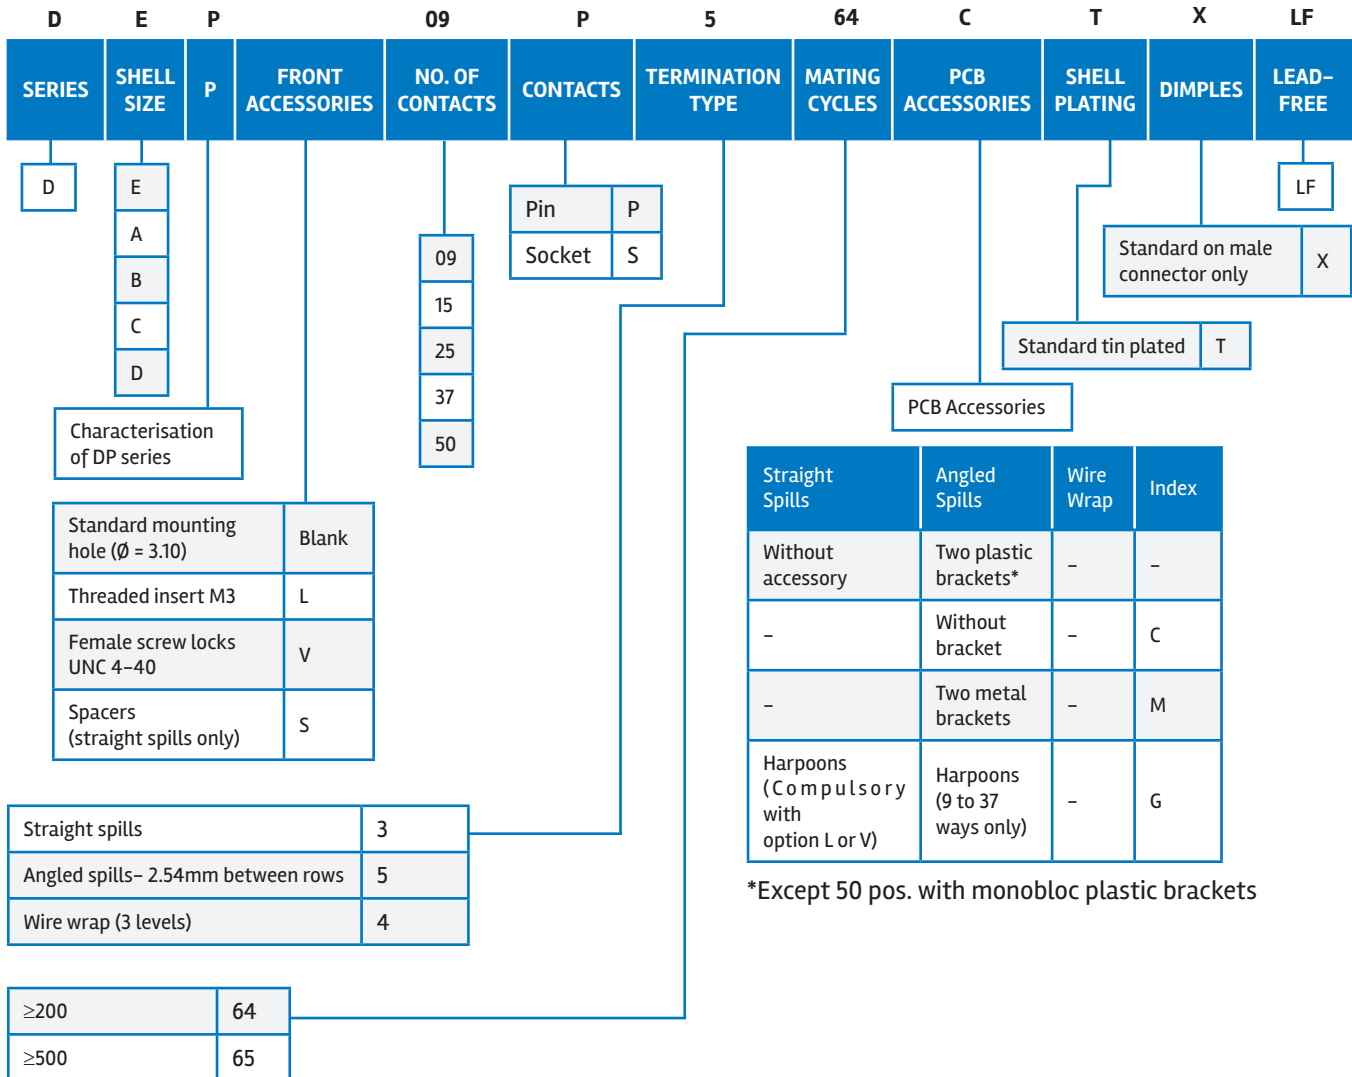 D E P 09 P 5 64 C T X LF
SERIES
SHELL
SIZE
P
FRONT
ACCESSORIES
NO. OF
CONTACTS
CONTACTS
TERMINATION
TYPE
MATING
CYCLES
PCB
ACCESSORIES
SHELL
PLATING
DIMPLES
LEAD–
FREE
D
E
A
B
C
D
Characterisation
of DP series
Standard mounting
hole (Ø = 3.10)
Blank
Threaded insert M3
L
Female screw locks
UNC 4–40
V
Spacers
(straight spills only)
S
09
15
25
37
50
Pin P
Socket S
Straight spills 3
Angled spills– 2.54mm between rows 5
Wire wrap (3 levels) 4
≥200 64
≥500 65
PCB Accessories
Standard tin plated T
Standard on male
connector only
X
LF
Straight
Spills
Angled
Spills
Wire
Wrap
Index
Without
accessory
Two plastic
brackets*
–
–
–
Without
bracket
–
C
–
Two metal
brackets
–
M
Harpoons
(Compulsory
with
option L or V)
Harpoons
(9 to 37
ways only)
–
G
*Except 50 pos. with monobloc plastic brackets